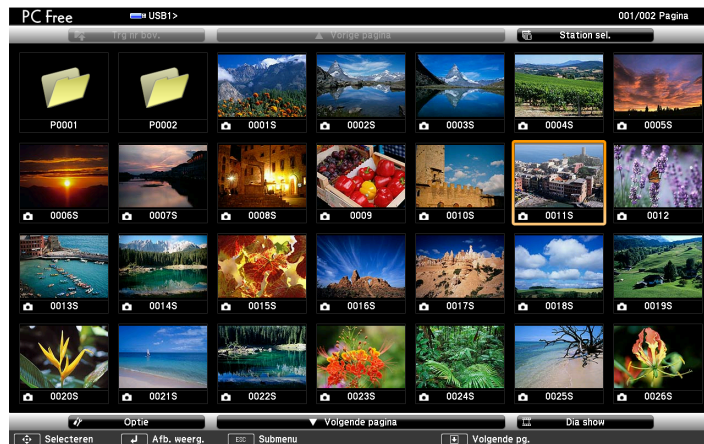 PC Free USB1> 001/002 Pagina
Trg nr bov. ▲ Vorige pagina Station sel.
P0001 P0002 0001S 0002S 0003S 0004S 0005S
0006S 0007S 0008S 0009 0010S 0011S 0012
0013S 0014S 0015S 0016S 0017S 0018S 0019S
0020S 0021S 0022S 0023S 0024S 0025S 0026S
Optie ▼ Volgende pagina Dia show
Selecteren Afb. weerg. ESC Submenu Volgende pg.